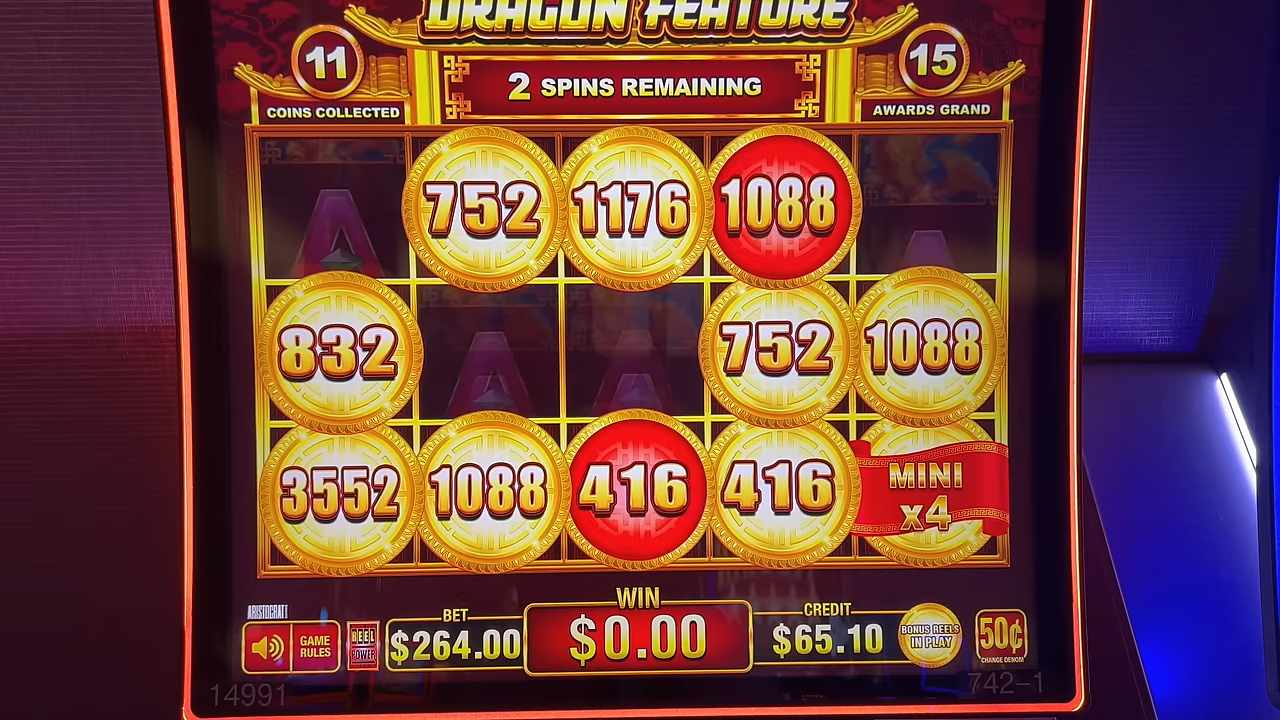 DRAGON FEATURE
11
COINS COLLECTED
2 SPINS REMAINING
15
AWARDS GRAND
A
752
1176
1088
A
832
A
A
752
1088
3552
1088
416
416
MINI
x4
ARISTOCRAT
GAME
RULES
REEL
POWER
BET
$264.00
WIN
$0.00
CREDIT
$65.10
BONUS REELS
IN PLAY
50¢
CHANGE DENOM
14991
742-1